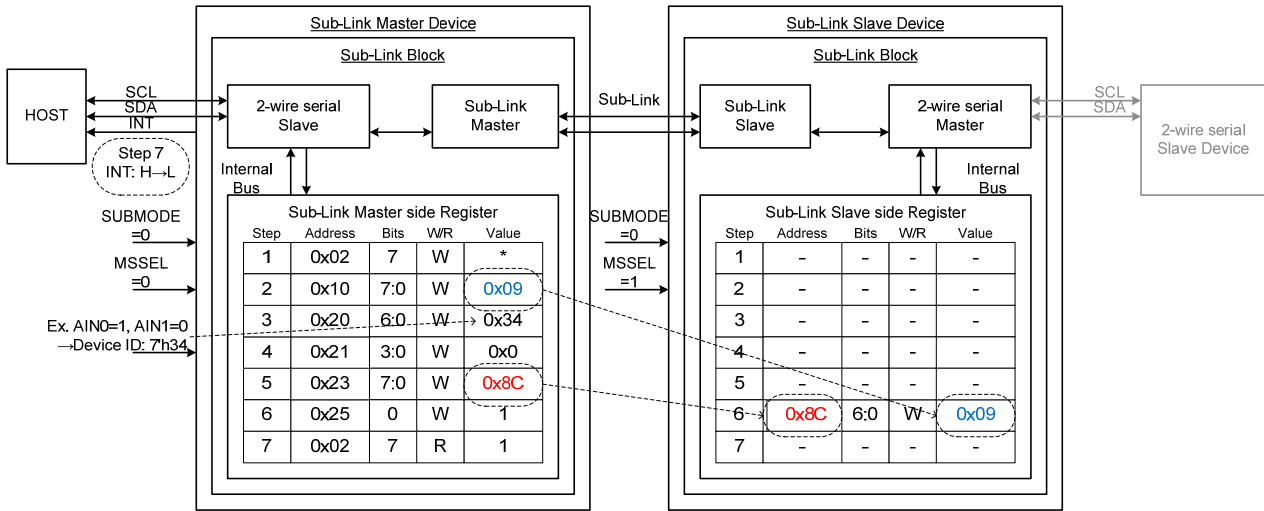 Sub-Link Master Device
Sub-Link Block
HOST
SCL
SDA
INT
Step 7
INT: H→L
2-wire serial
Slave
Sub-Link
Master
Internal
Bus
SUBMODE
=0
MSSEL
=0
Ex. AIN0=1, AIN1=0
→Device ID: 7'h34
Sub-Link Master side Register
Step Address Bits W/R Value
1 0x02 7 W *
2 0x10 7:0 W 0x09
3 0x20 6:0 W 0x34
4 0x21 3:0 W 0x0
5 0x23 7:0 W 0x8C
6 0x25 0 W 1
7 0x02 7 R 1
Sub-Link
Sub-Link Slave Device
Sub-Link Block
Sub-Link
Slave
2-wire serial
Master
Internal
Bus
SCL
SDA
2-wire serial
Slave Device
SUBMODE
=0
MSSEL
=1
Sub-Link Slave side Register
Step Address Bits W/R Value
1 - - - -
2 - - - -
3 - - - -
4 - - - -
5 - - - -
6 0x8C 6:0 W 0x09
7 - - - -